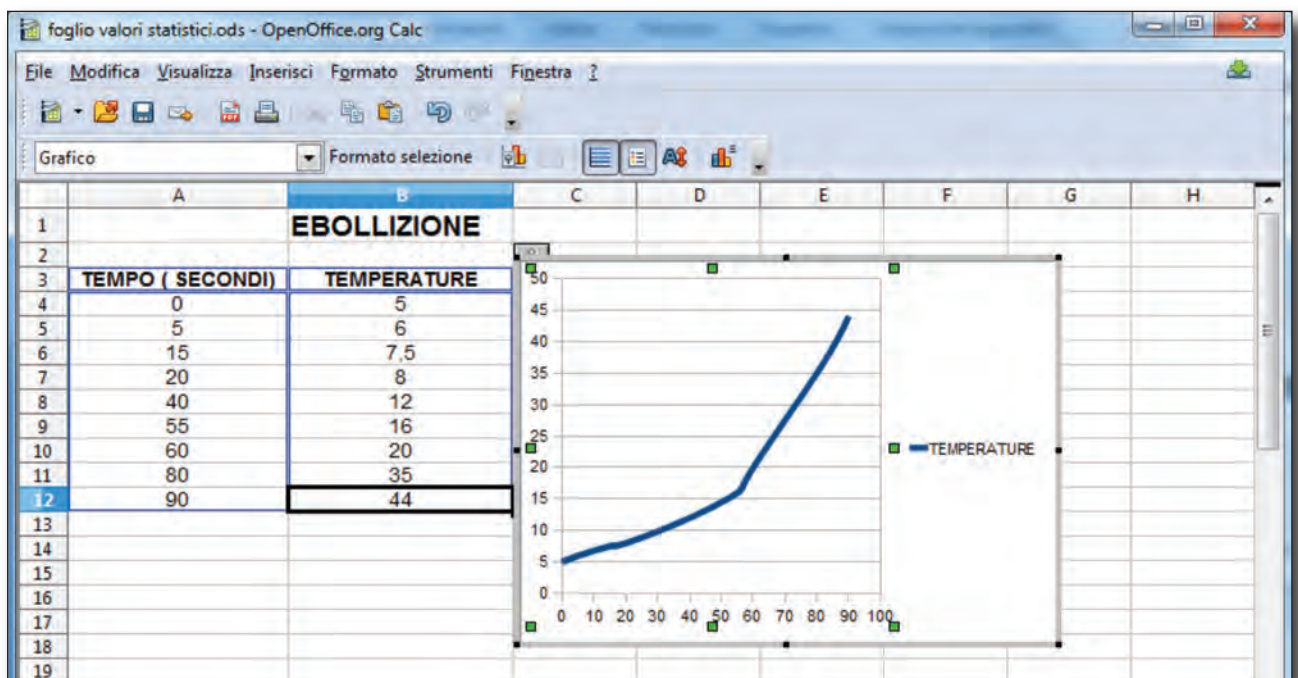 foglio valori statistici.ods - OpenOffice.org Calc
File Modifica Visualizza Inserisci Formato Strumenti Finestra ?
Grafico Formato selezione
A B C D E F G H
1 EBOLLIZIONE
2
3 TEMPO ( SECONDI) TEMPERATURE
4 0 5
5 5 6
6 15 7,5
7 20 8
8 40 12
9 55 16
10 60 20
11 80 35
12 90 44
13
14
15
16
17
18
19
50
45
40
35
30
25
20
15
10
5
0
0 10 20 30 40 50 60 70 80 90 100
TEMPERATURE